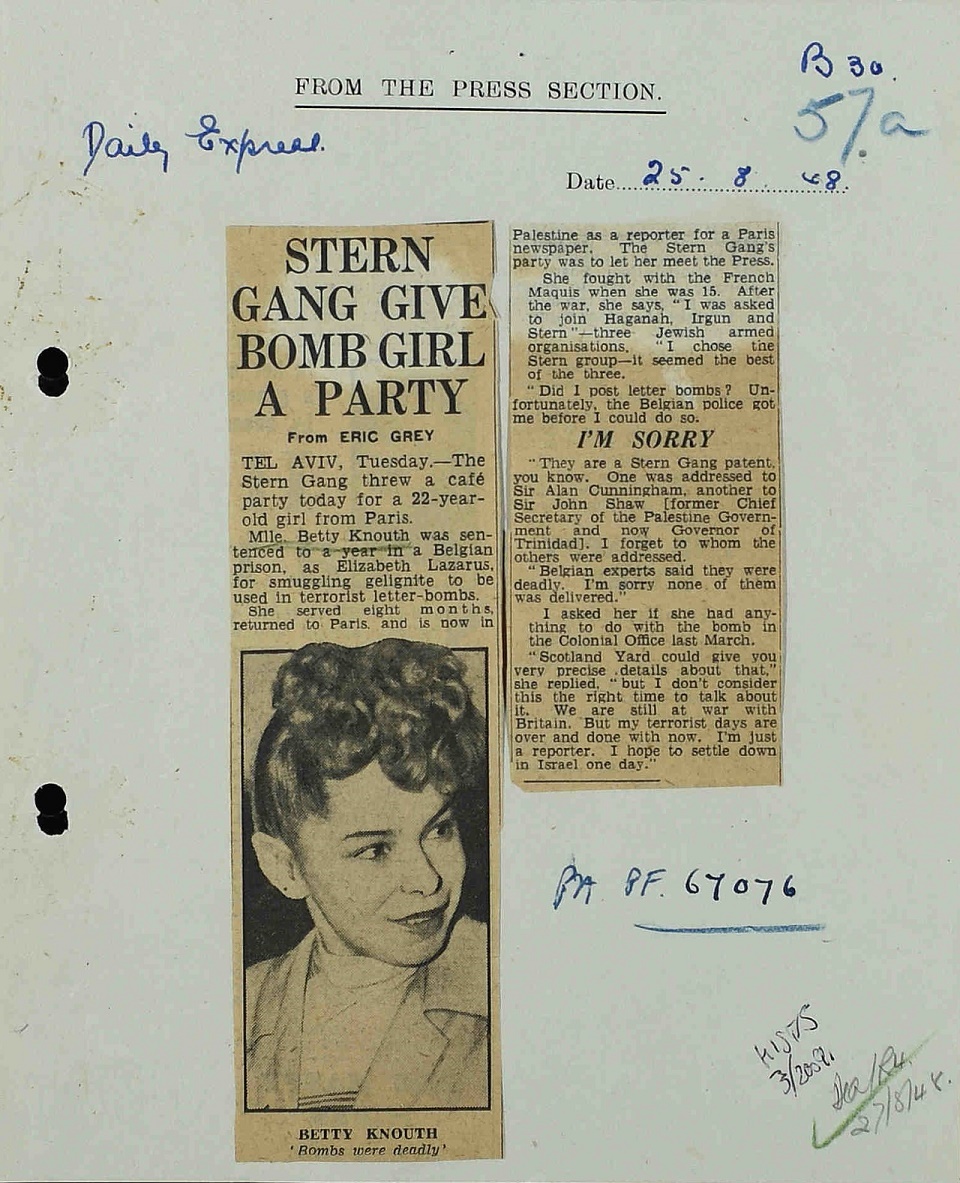 B 30.
FROM THE PRESS SECTION.
57a
Daily Express.
Date 25. 8. 48.
STERN
GANG GIVE
BOMB GIRL
A PARTY
From ERIC GREY
TEL AVIV, Tuesday.—The
Stern Gang threw a café
party today for a 22-year-
old girl from Paris.
Mlle. Betty Knouth was sen-
tenced to a year in a Belgian
prison, as Elizabeth Lazarus,
for smuggling gelignite to be
used in terrorist letter-bombs.
She served eight months,
returned to Paris, and is now in
BETTY KNOUTH
'Bombs were deadly'
Palestine as a reporter for a Paris
newspaper. The Stern Gang's
party was to let her meet the Press.
She fought with the French
Maquis when she was 15. After
the war, she says, "I was asked
to join Haganah, Irgun and
Stern"—three Jewish armed
organisations. "I chose the
Stern group—it seemed the best
of the three.
"Did I post letter bombs? Un-
fortunately, the Belgian police got
me before I could do so.
I'M SORRY
"They are a Stern Gang patent,
you know. One was addressed to
Sir Alan Cunningham, another to
Sir John Shaw [former Chief
Secretary of the Palestine Govern-
ment and now Governor of
Trinidad]. I forget to whom the
others were addressed.
"Belgian experts said they were
deadly. I'm sorry none of them
was delivered."
I asked her if she had any-
thing to do with the bomb in
the Colonial Office last March.
"Scotland Yard could give you
very precise details about that,"
she replied, "but I don't consider
this the right time to talk about
it. We are still at war with
Britain. But my terrorist days are
over and done with now. I'm just
a reporter. I hope to settle down
in Israel one day."
PA PF. 67076
27/8/48.